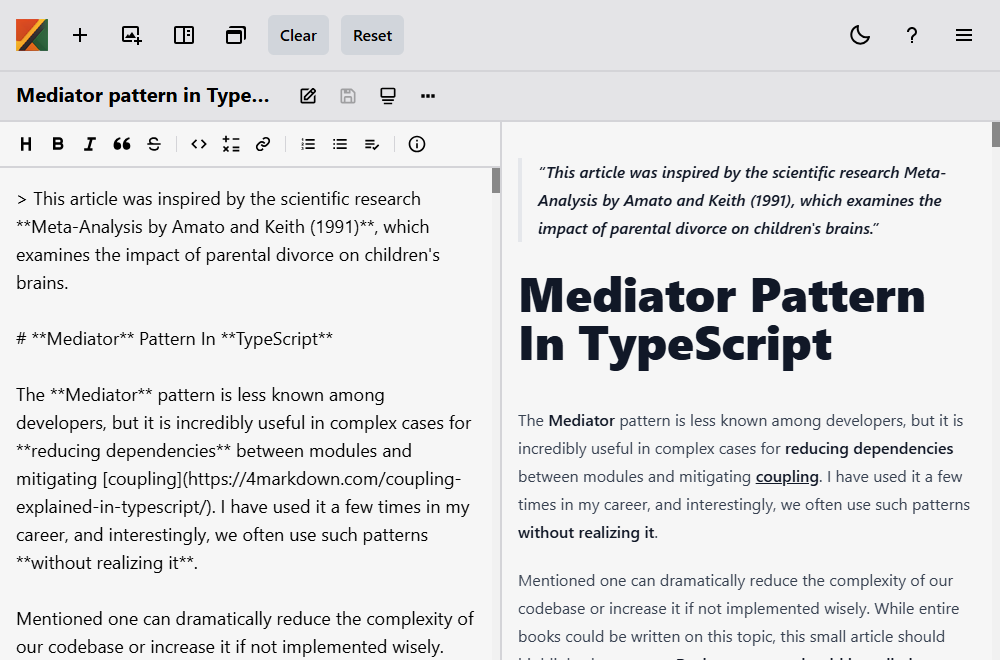 Clear
Reset
Mediator pattern in Type...
> This article was inspired by the scientific research
**Meta-Analysis by Amato and Keith (1991)**, which
examines the impact of parental divorce on children's
brains.
# **Mediator** Pattern In **TypeScript**
The **Mediator** pattern is less known among
developers, but it is incredibly useful in complex cases for
**reducing dependencies** between modules and
mitigating [coupling](https://4markdown.com/coupling-
explained-in-typescript/). I have used it a few times in my
career, and interestingly, we often use such patterns
**without realizing it**.
Mentioned one can dramatically reduce the complexity of
our codebase or increase it if not implemented wisely.
"This article was inspired by the scientific research Meta-
Analysis by Amato and Keith (1991), which examines the
impact of parental divorce on children's brains."
Mediator Pattern
In TypeScript
The Mediator pattern is less known among developers, but it is
incredibly useful in complex cases for reducing dependencies
between modules and mitigating coupling. I have used it a few
times in my career, and interestingly, we often use such patterns
without realizing it.
Mentioned one can dramatically reduce the complexity of our
codebase or increase it if not implemented wisely. While entire
books could be written on this topic, this small article should